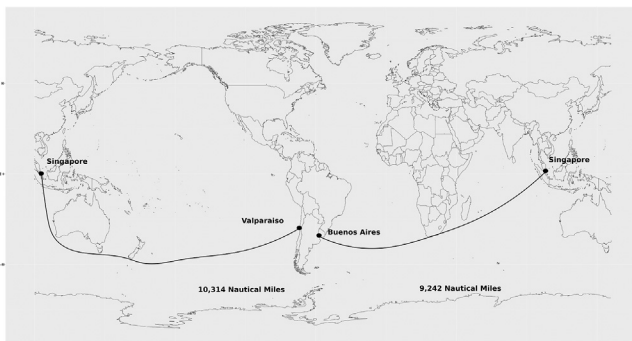 Singapore
Singapore
Valparaiso
Buenos Aires
10,314 Nautical Miles
9,242 Nautical Miles